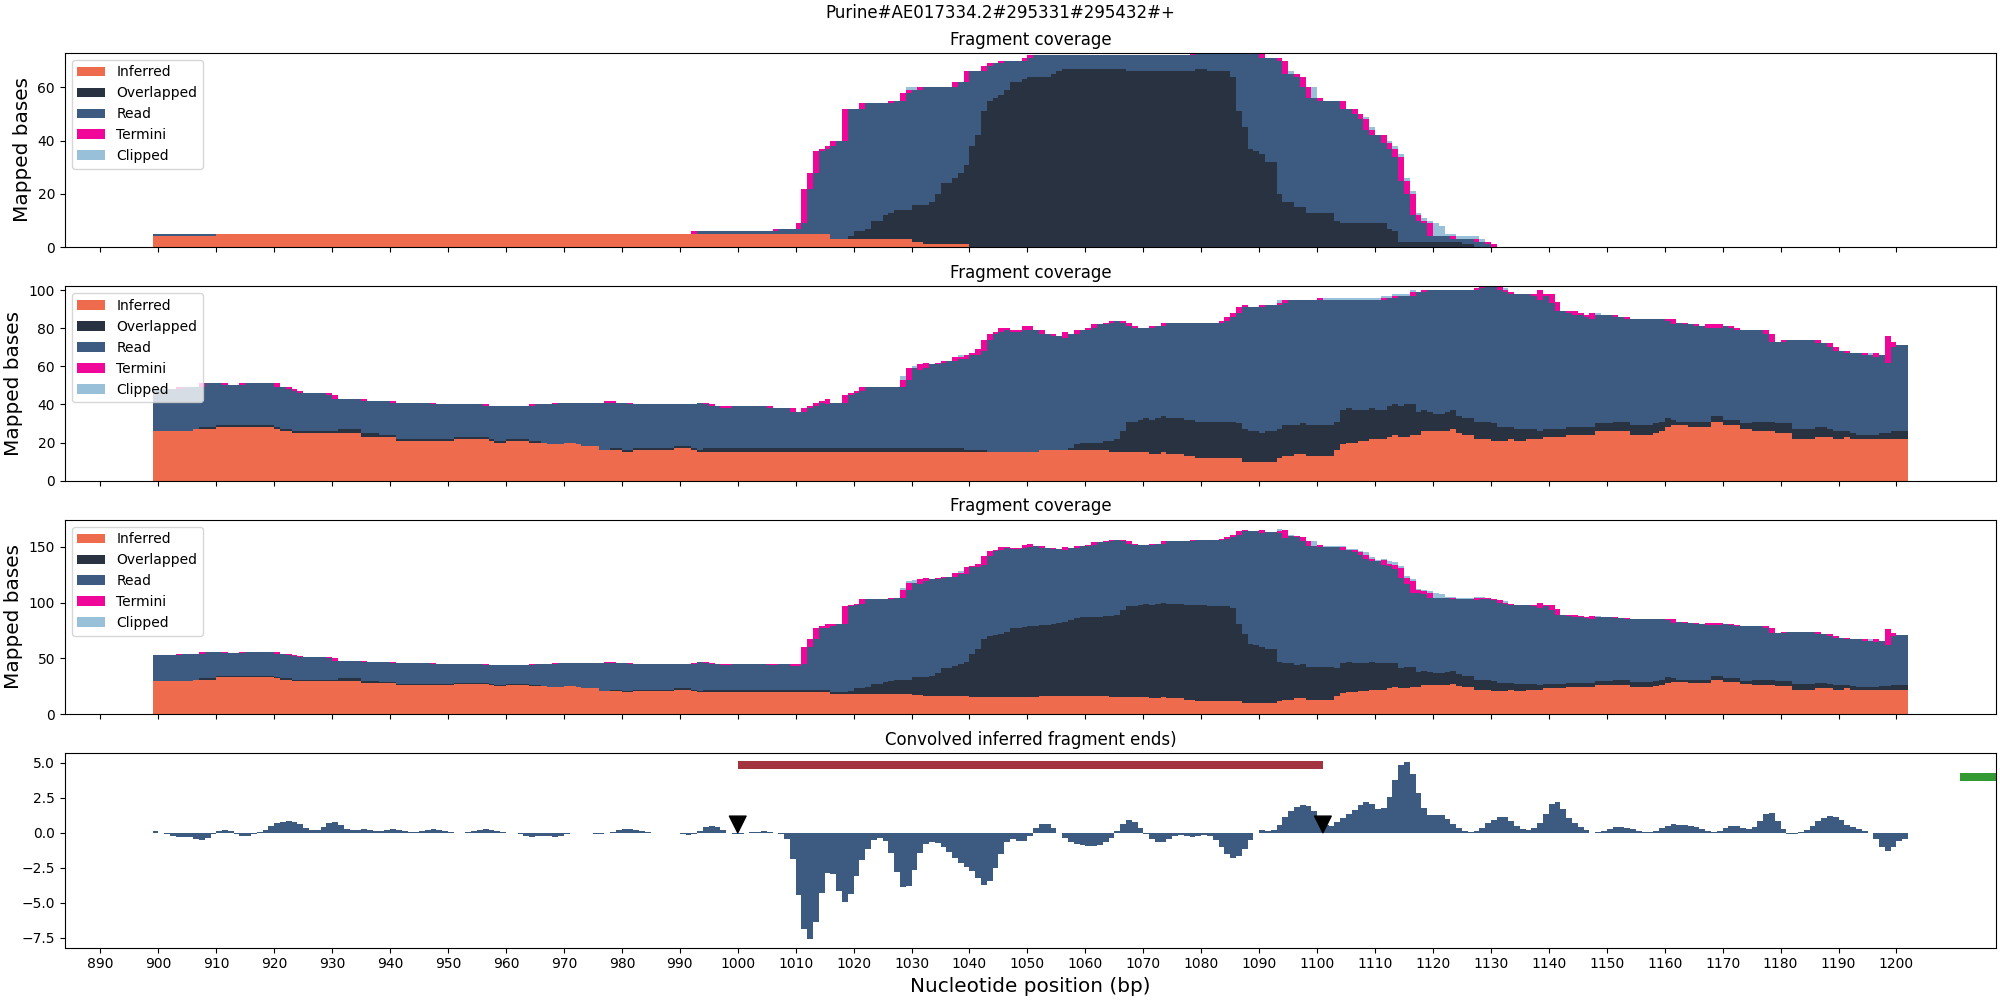 Purine#AE017334.2#295331#295432#+
Fragment coverage
Mapped bases
60
40
20
0
Inferred
Overlapped
Read
Termini
Clipped
Fragment coverage
Mapped bases
100
80
60
40
20
0
Inferred
Overlapped
Read
Termini
Clipped
Fragment coverage
Mapped bases
150
100
50
0
Inferred
Overlapped
Read
Termini
Clipped
Convolved inferred fragment ends)
5.0
2.5
0.0
−2.5
−5.0
−7.5
890 900 910 920 930 940 950 960 970 980 990 1000 1010 1020 1030 1040 1050 1060 1070 1080 1090 1100 1110 1120 1130 1140 1150 1160 1170 1180 1190 1200
Nucleotide position (bp)